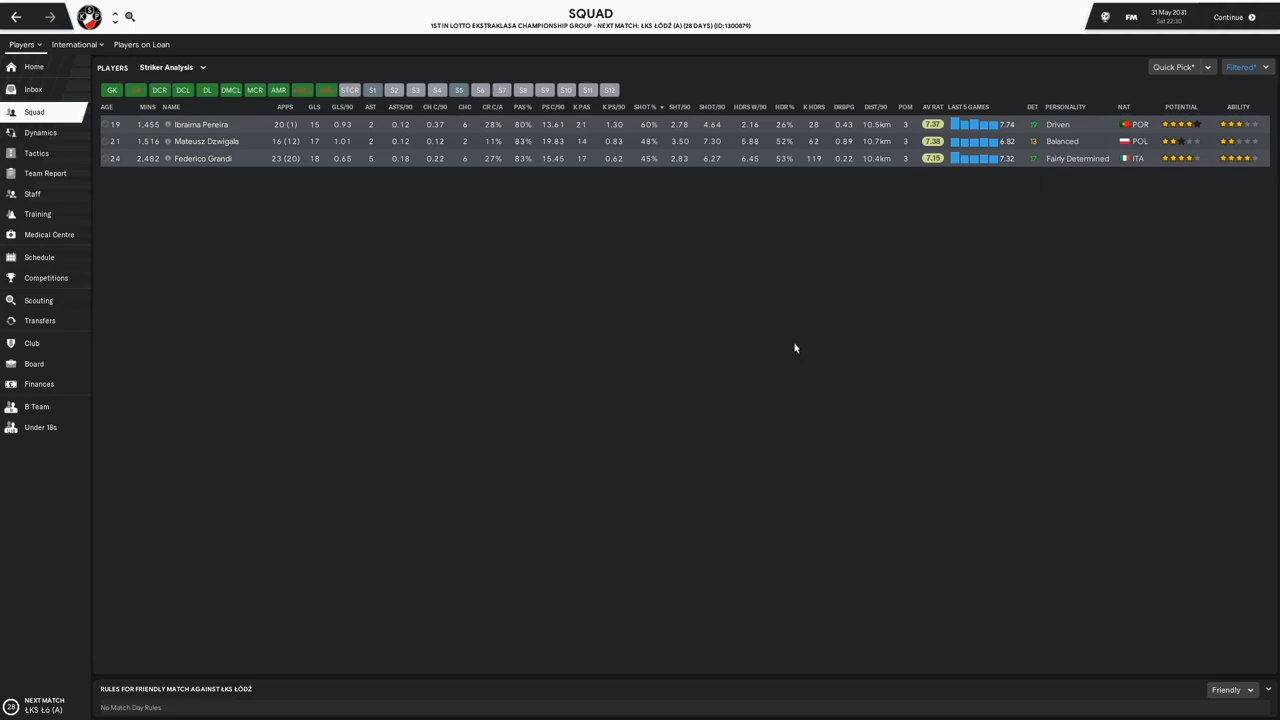 SQUAD
1ST IN LOTTO EKSTRAKLASA CHAMPIONSHIP GROUP - NEXT MATCH: ŁKS ŁÓDŹ (A) (28 DAYS) (ID:1300879)
FM
31 May 2031
Sat 22:30
Continue
Players
International
Players on Loan
Home
Inbox
Squad
Dynamics
Tactics
Team Report
Staff
Training
Medical Centre
Schedule
Competitions
Scouting
Transfers
Club
Board
Finances
B Team
Under 18s
PLAYERS Striker Analysis
Quick Pick* Filtered*
GK DCR DCL DL DMCL MCR AMR STCR S1 S2 S3 S4 S5 S6 S7 S8 S9 S10 S11 S12
AGE MINS NAME APPS GLS GLS/90 AST ASTS/90 CH C/90 CHC CR C/A PAS % PS C/90 K PAS K PS/90 SHOT % SHT/90 SHOT/90 HDRS W/90 HDR % K HDRS DRBPG DIST/90 POM AV RAT LAST 5 GAMES DET PERSONALITY NAT POTENTIAL ABILITY
19 1,455 Ibraima Pereira 20 (1) 15 0.93 2 0.12 0.37 6 28% 80% 13.61 21 1.30 60% 2.78 4.64 2.16 26% 28 0.43 10.5km 3 7.37 7.74 19 Driven POR
21 1,516 Mateusz Dzwigala 16 (12) 17 1.01 2 0.12 0.12 2 11% 83% 19.83 14 0.83 48% 3.50 7.30 5.88 52% 62 0.89 10.7km 3 7.38 6.82 13 Balanced POL
24 2,482 Federico Grandi 23 (20) 18 0.65 5 0.18 0.22 6 27% 83% 15.45 17 0.62 45% 2.83 6.27 6.45 53% 119 0.22 10.4km 3 7.15 7.32 17 Fairly Determined ITA
RULES FOR FRIENDLY MATCH AGAINST ŁKS ŁÓDŹ
Friendly
No Match Day Rules
28
NEXT MATCH
ŁKS Łó (A)